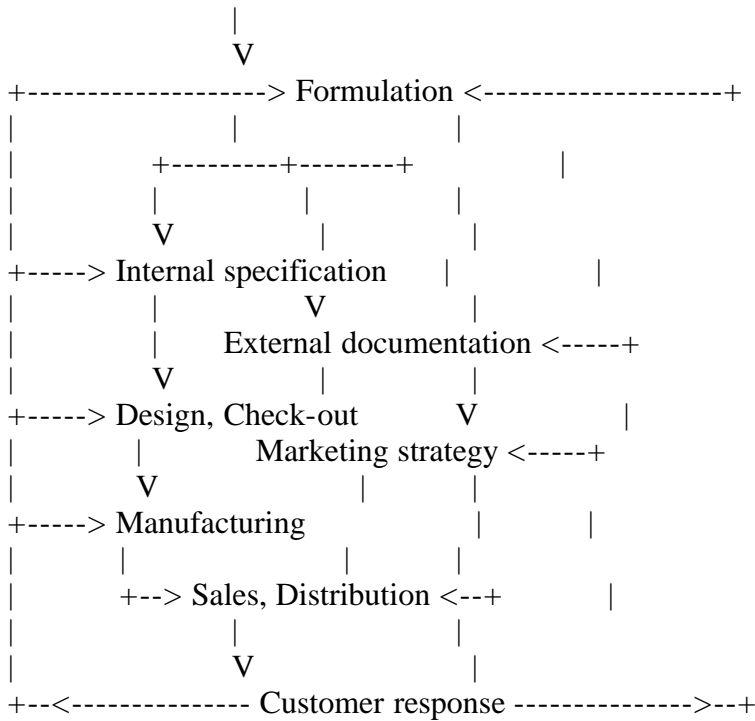 Formulation
Internal specification
External documentation
Design, Check-out
Marketing strategy
Manufacturing
Sales, Distribution
Customer response